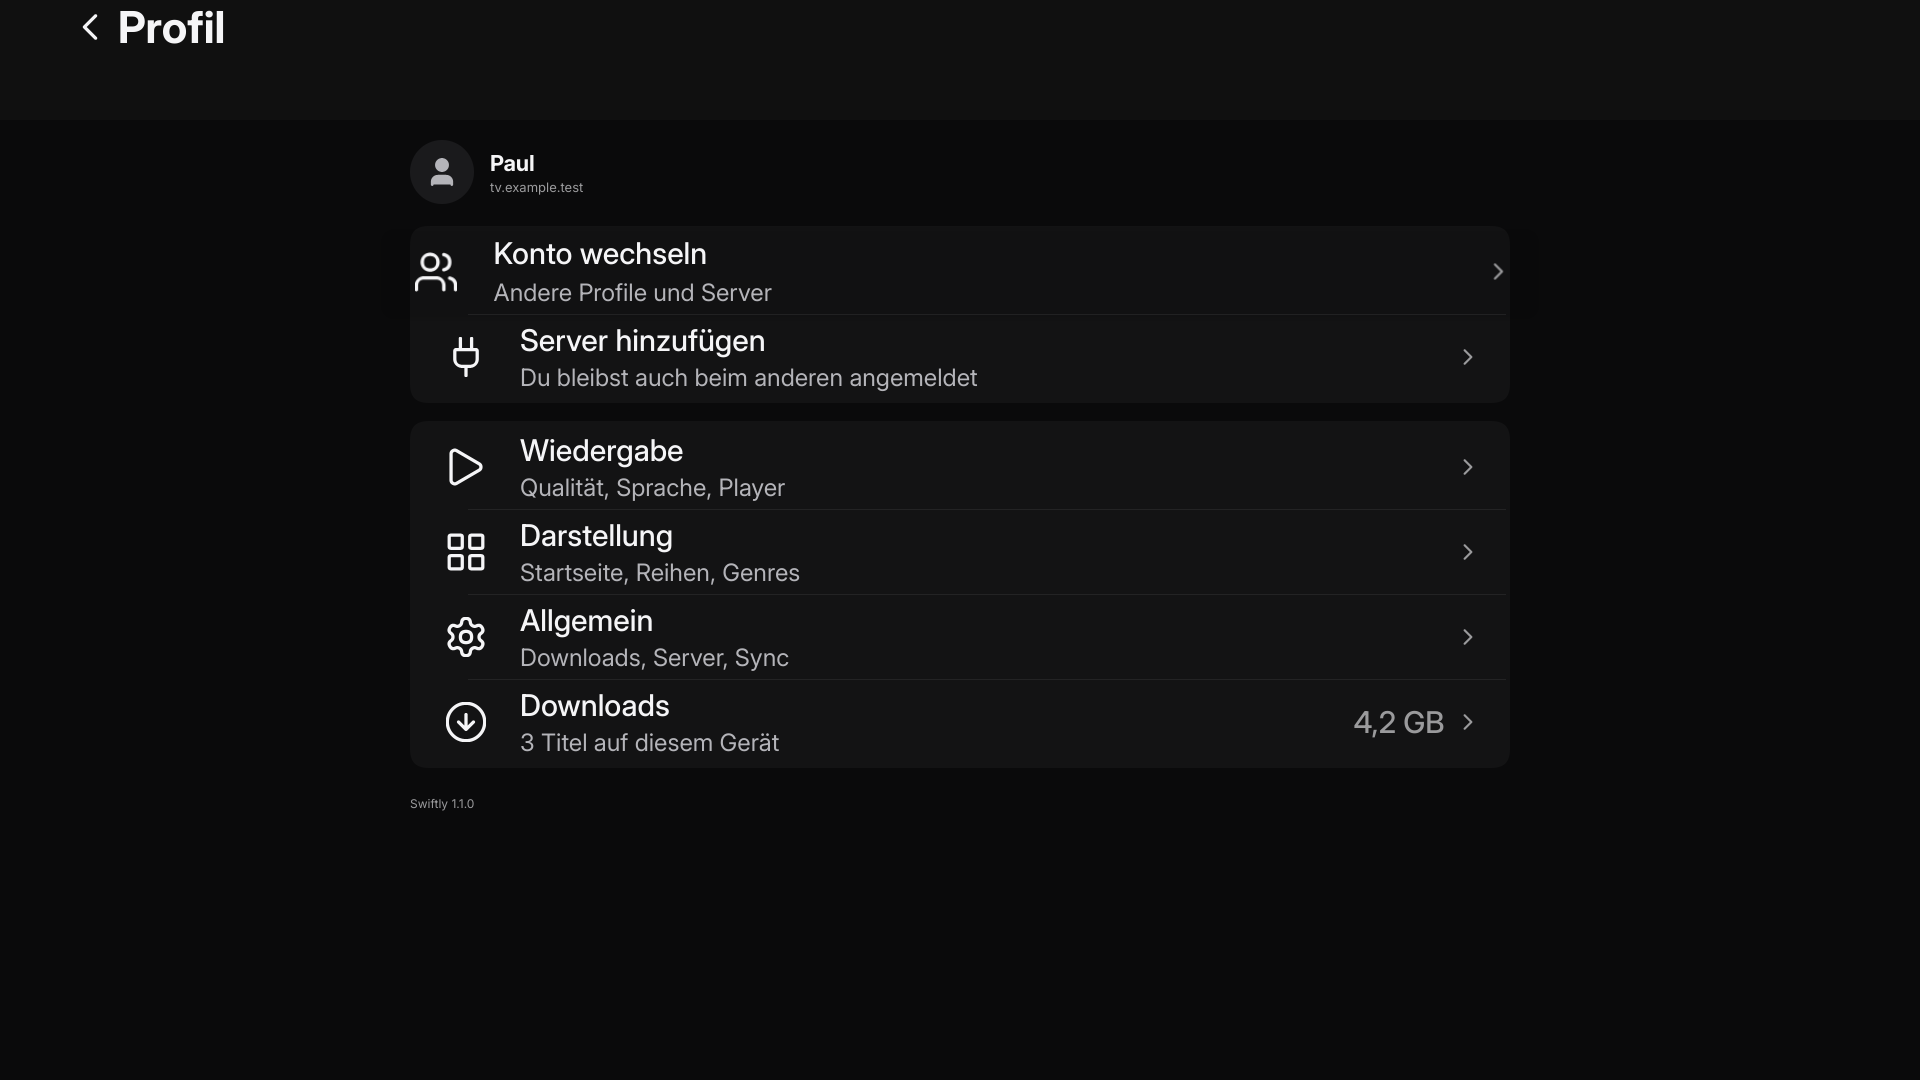 Profil
Paul
tv.example.test
Konto wechseln
Andere Profile und Server
Server hinzufügen
Du bleibst auch beim anderen angemeldet
Wiedergabe
Qualität, Sprache, Player
Darstellung
Startseite, Reihen, Genres
Allgemein
Downloads, Server, Sync
Downloads
3 Titel auf diesem Gerät
4,2 GB
Swiftly 1.1.0